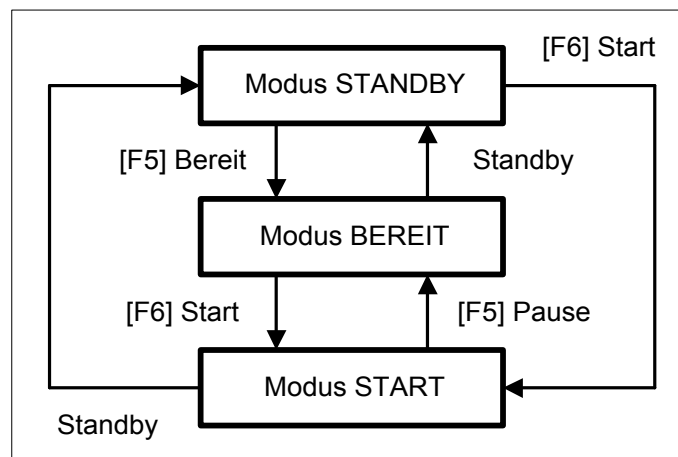 [F6] Start
Modus STANDBY
[F5] Bereit
Standby
Modus BEREIT
[F6] Start
[F5] Pause
Modus START
Standby